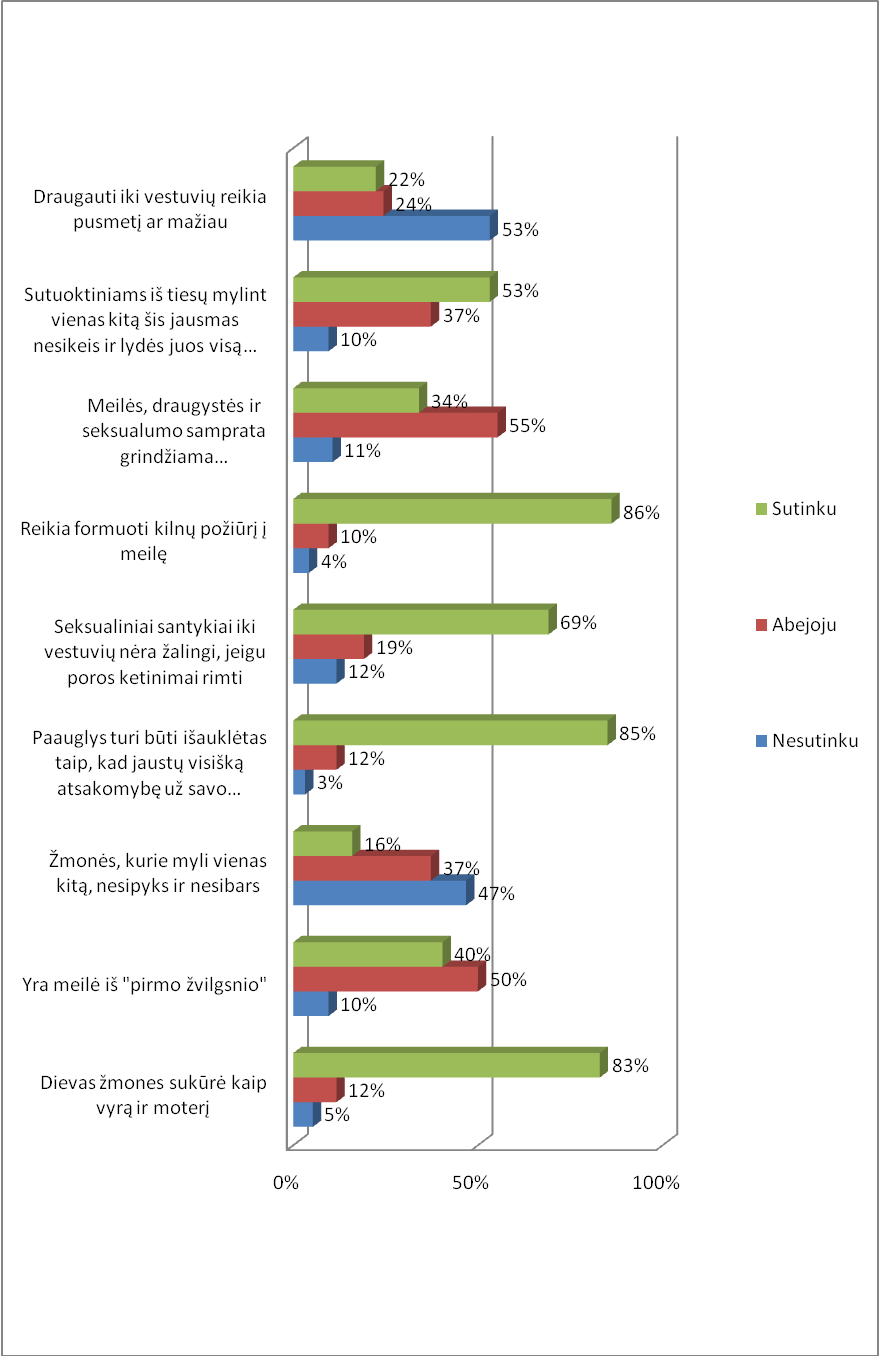 Draugauti iki vestuvių reikia
pusmetį ar mažiau
22%
24%
53%
Sutuoktiniams iš tiesų mylint
vienas kitą šis jausmas
nesikeis ir lydės juos visą...
53%
37%
10%
Meilės, draugystės ir
seksualumo samprata
grindžiama...
34%
55%
11%
Reikia formuoti kilnų požiūrį į
meilę
86%
10%
4%
Seksualiniai santykiai iki
vestuvių nėra žalingi, jeigu
poros ketinimai rimti
69%
19%
12%
Paauglys turi būti išauklėtas
taip, kad jaustų visišką
atsakomybę už savo...
85%
12%
3%
Žmonės, kurie myli vienas
kitą, nesipyks ir nesibars
16%
37%
47%
Yra meilė iš "pirmo žvilgsnio"
40%
50%
10%
Dievas žmones sukūrė kaip
vyrą ir moterį
83%
12%
5%
0%
50%
100%
Sutinku
Abejoju
Nesutinku